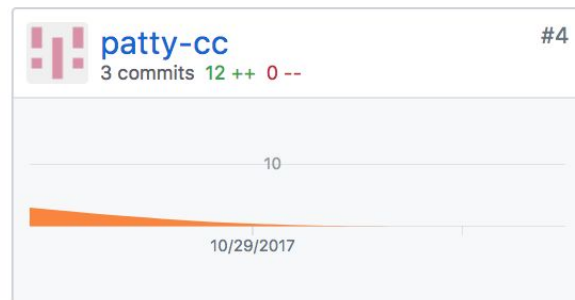 patty-cc #4
3 commits 12 ++ 0 --
10
10/29/2017